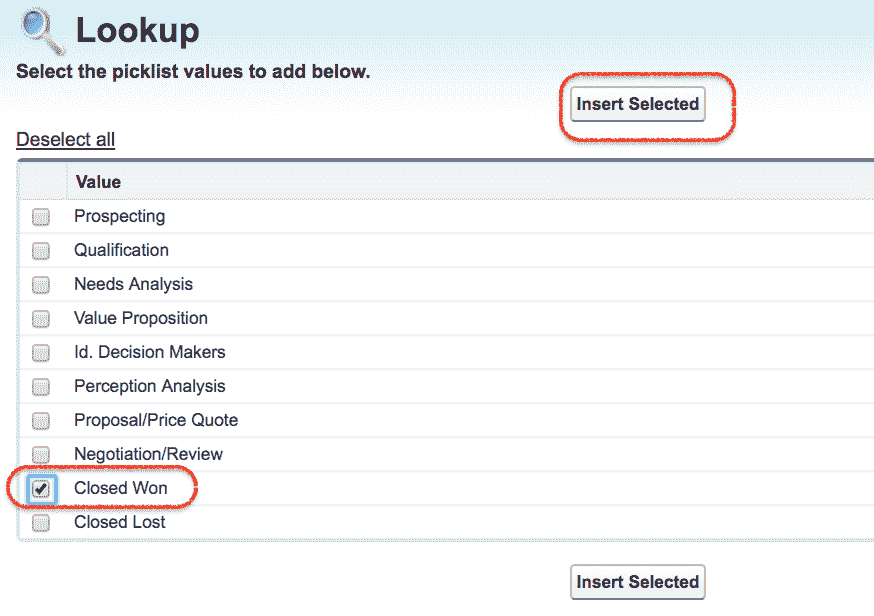 Lookup
Select the picklist values to add below.
Insert Selected
Deselect all
Value
Prospecting
Qualification
Needs Analysis
Value Proposition
Id. Decision Makers
Perception Analysis
Proposal/Price Quote
Negotiation/Review
Closed Won
Closed Lost
Insert Selected